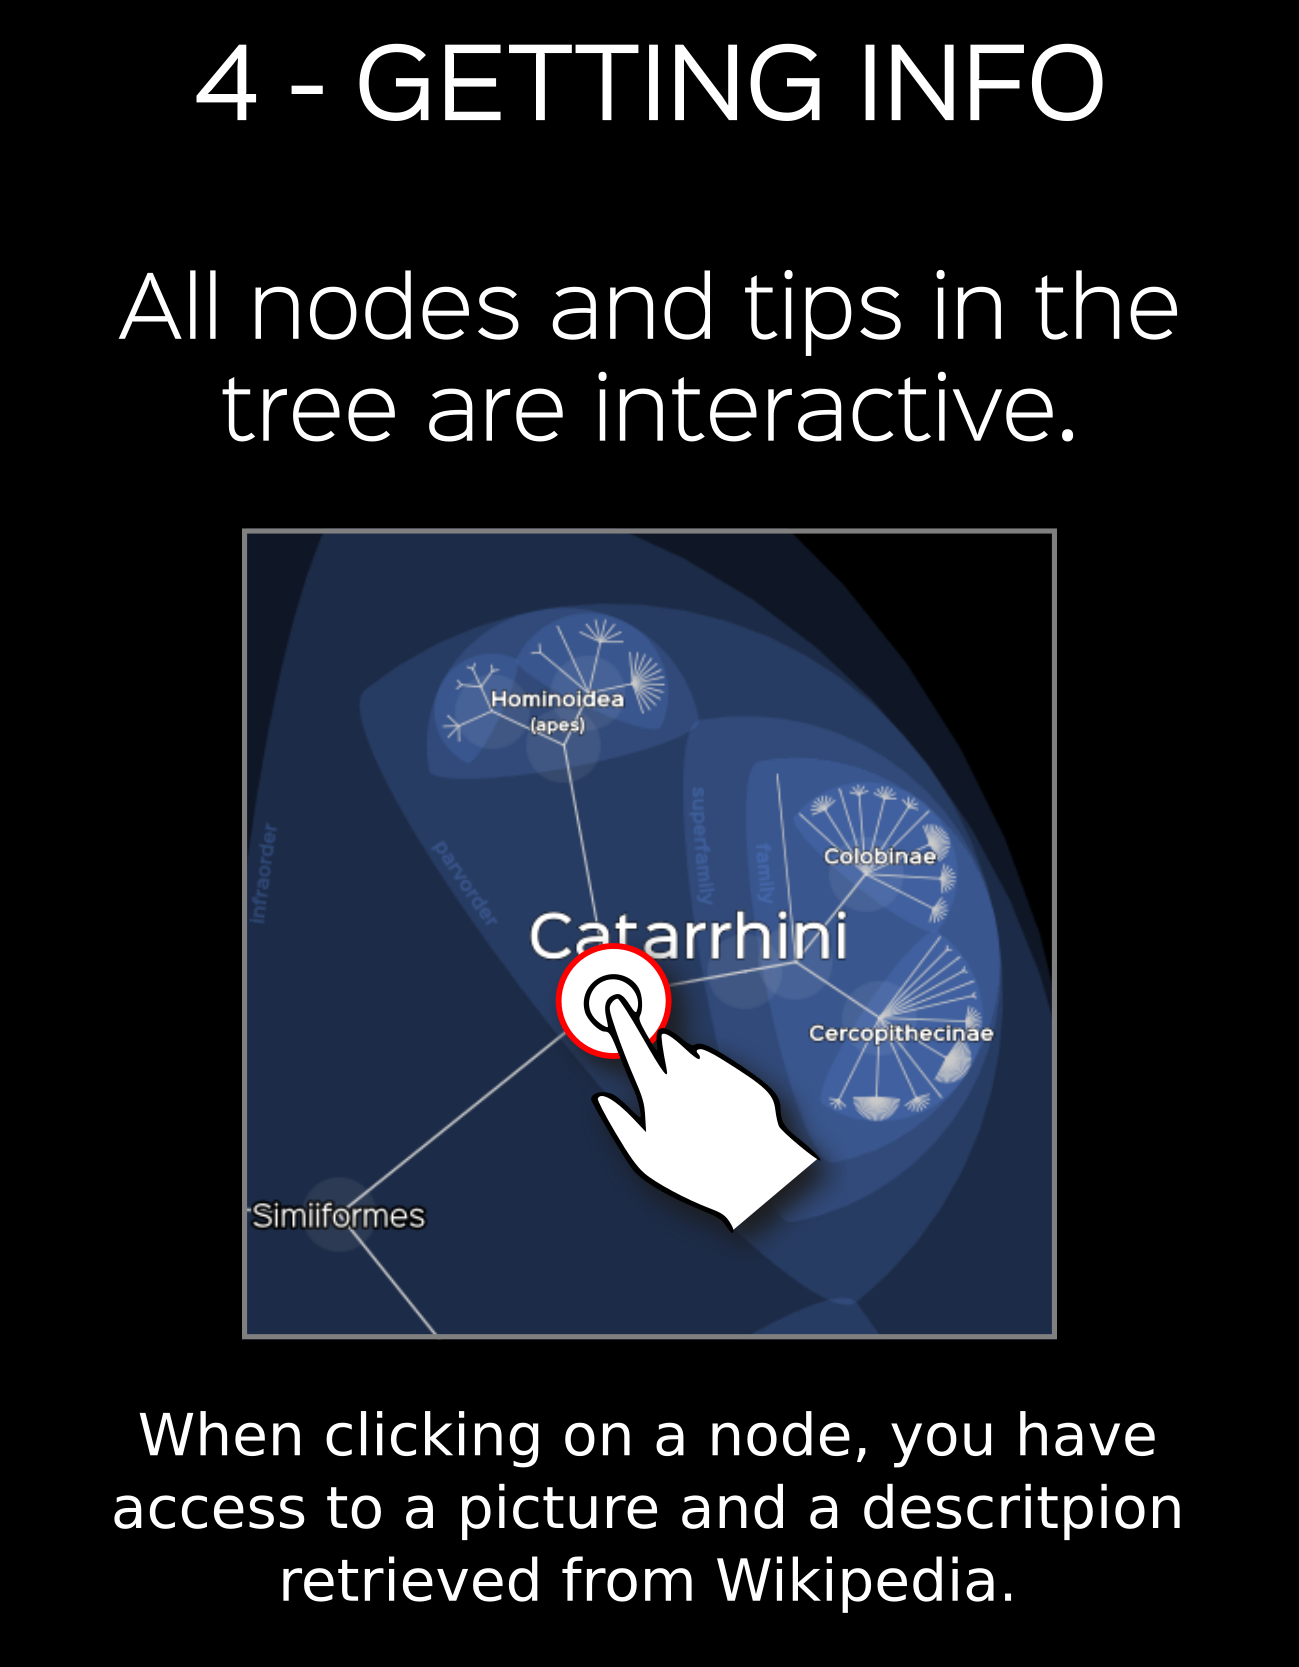 4 - GETTING INFO
All nodes and tips in the
tree are interactive.
Hominoidea
(apes)
superfamily
family
infraorder
parvorder
Colobinae
Catarrhini
Cercopithecinae
Simiiformes
When clicking on a node, you have
access to a picture and a descritpion
retrieved from Wikipedia.